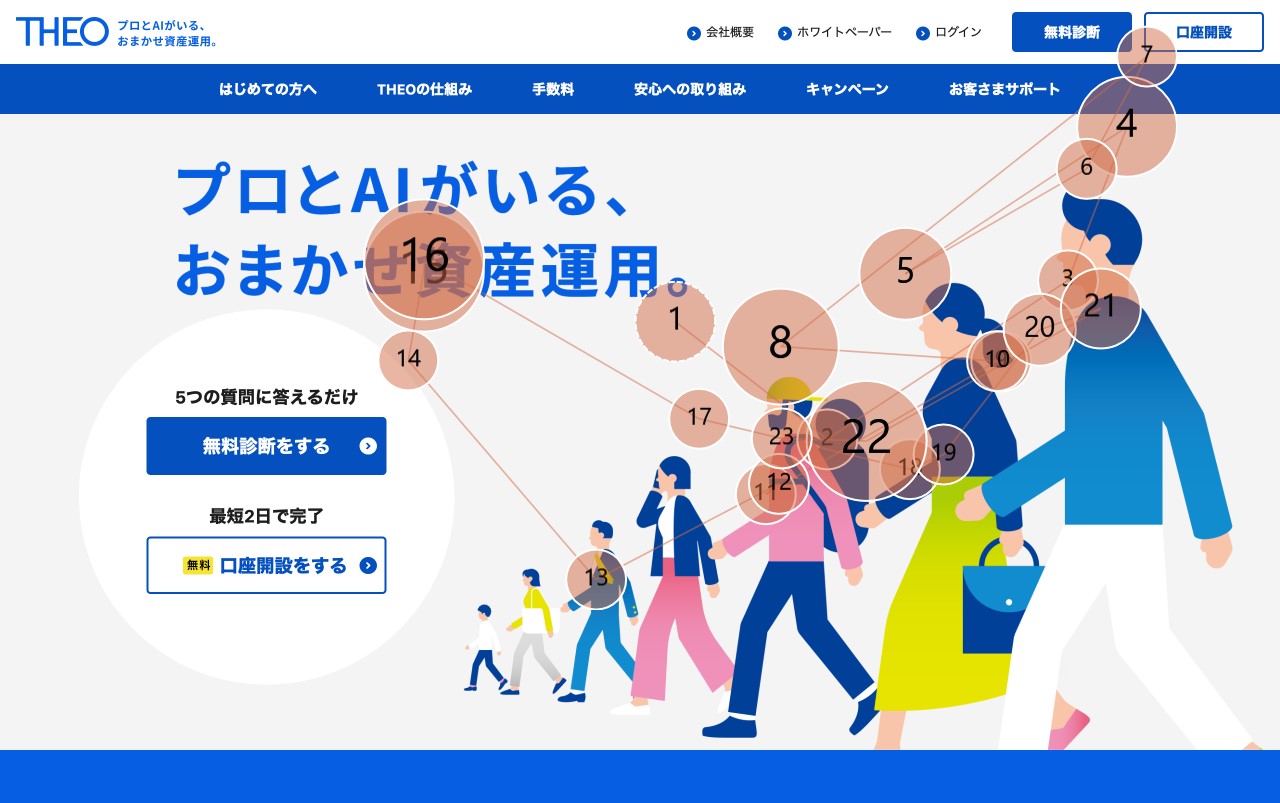 THEO
プロとAIがいる、
おまかせ資産運用。
会社概要
ホワイトペーパー
ログイン
無料診断
口座開設
はじめての方へ
THEOの仕組み
手数料
安心への取り組み
キャンペーン
お客さまサポート
プロとAIがいる、
おまかせ資産運用。
5つの質問に答えるだけ
無料診断をする
最短2日で完了
無料 口座開設をする
7
4
6
5
3
21
20
10
16
15
1
8
14
17
23
2
22
18
19
11
12
13